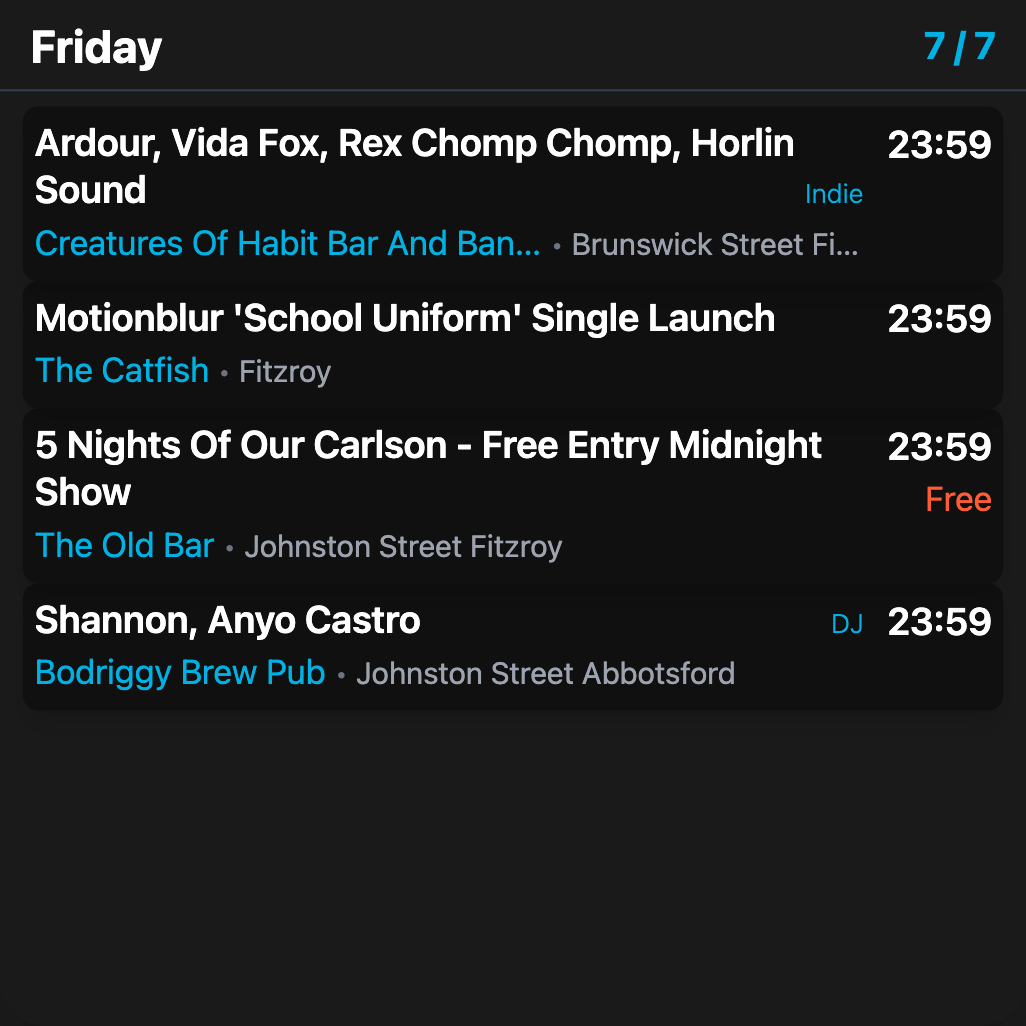 Friday 7 / 7
Ardour, Vida Fox, Rex Chomp Chomp, Horlin 23:59
Sound Indie
Creatures Of Habit Bar And Ban... • Brunswick Street Fi...
Motionblur 'School Uniform' Single Launch 23:59
The Catfish • Fitzroy
5 Nights Of Our Carlson - Free Entry Midnight 23:59
Show Free
The Old Bar • Johnston Street Fitzroy
Shannon, Anyo Castro DJ 23:59
Bodriggy Brew Pub • Johnston Street Abbotsford